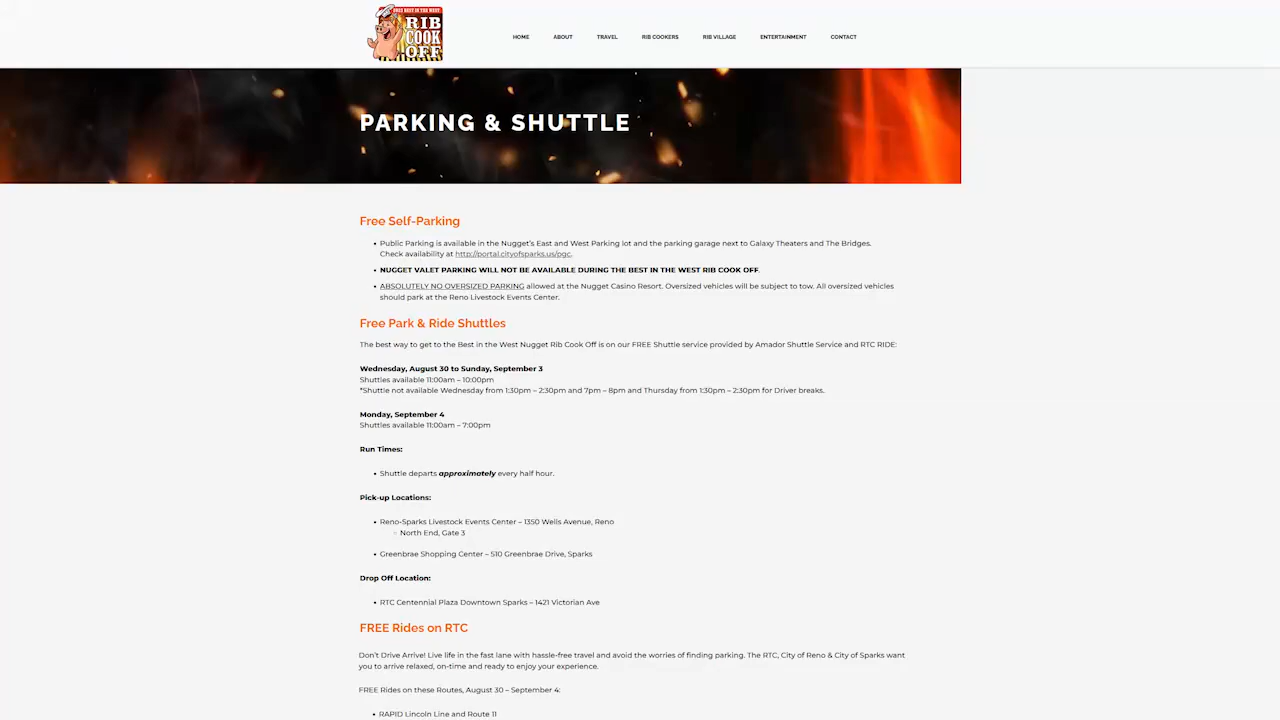 FREE BEST IN THE WEST
RIB
COOK
OFF
HOME ABOUT TRAVEL RIB COOKERS RIB VILLAGE ENTERTAINMENT CONTACT
PARKING & SHUTTLE
Free Self-Parking
• Public Parking is available in the Nugget's East and West Parking lot and the parking garage next to Galaxy Theaters and The Bridges.
Check availability at http://portal.cityofsparks.us/pgc.
• NUGGET VALET PARKING WILL NOT BE AVAILABLE DURING THE BEST IN THE WEST RIB COOK OFF.
• ABSOLUTELY NO OVERSIZED PARKING allowed at the Nugget Casino Resort. Oversized vehicles will be subject to tow. All oversized vehicles
should park at the Reno Livestock Events Center.
Free Park & Ride Shuttles
The best way to get to the Best in the West Nugget Rib Cook Off is on our FREE Shuttle service provided by Amador Shuttle Service and RTC RIDE:
Wednesday, August 30 to Sunday, September 3
Shuttles available 11:00am – 10:00pm
*Shuttle not available Wednesday from 1:30pm – 2:30pm and 7pm – 8pm and Thursday from 1:30pm – 2:30pm for Driver breaks.
Monday, September 4
Shuttles available 11:00am – 7:00pm
Run Times:
• Shuttle departs approximately every half hour.
Pick-up Locations:
• Reno-Sparks Livestock Events Center – 1350 Wells Avenue, Reno
◦ North End, Gate 3
• Greenbrae Shopping Center – 510 Greenbrae Drive, Sparks
Drop Off Location:
• RTC Centennial Plaza Downtown Sparks – 1421 Victorian Ave
FREE Rides on RTC
Don't Drive Arrive! Live life in the fast lane with hassle-free travel and avoid the worries of finding parking. The RTC, City of Reno & City of Sparks want
you to arrive relaxed, on-time and ready to enjoy your experience.
FREE Rides on these Routes, August 30 – September 4:
• RAPID Lincoln Line and Route 11